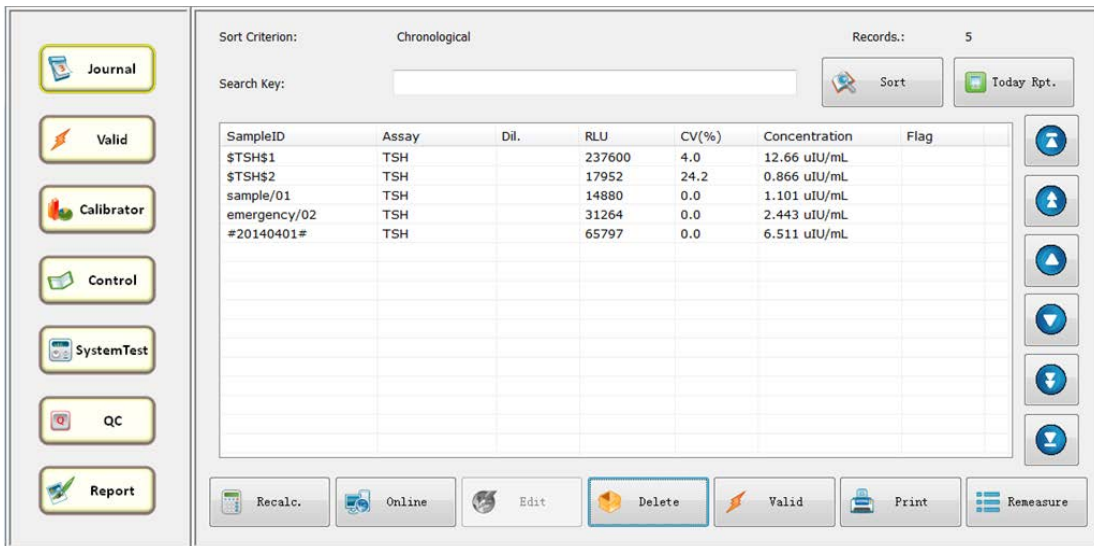 Journal
Valid
Calibrator
Control
SystemTest
QC
Report
Sort Criterion: Chronological Records.: 5
Search Key: Sort Today Rpt.
SampleID Assay Dil. RLU CV(%) Concentration Flag
$TSH$1 TSH 237600 4.0 12.66 uIU/mL
$TSH$2 TSH 17952 24.2 0.866 uIU/mL
sample/01 TSH 14880 0.0 1.101 uIU/mL
emergency/02 TSH 31264 0.0 2.443 uIU/mL
#20140401# TSH 65797 0.0 6.511 uIU/mL
Recalc. Online Edit Delete Valid Print Remeasure